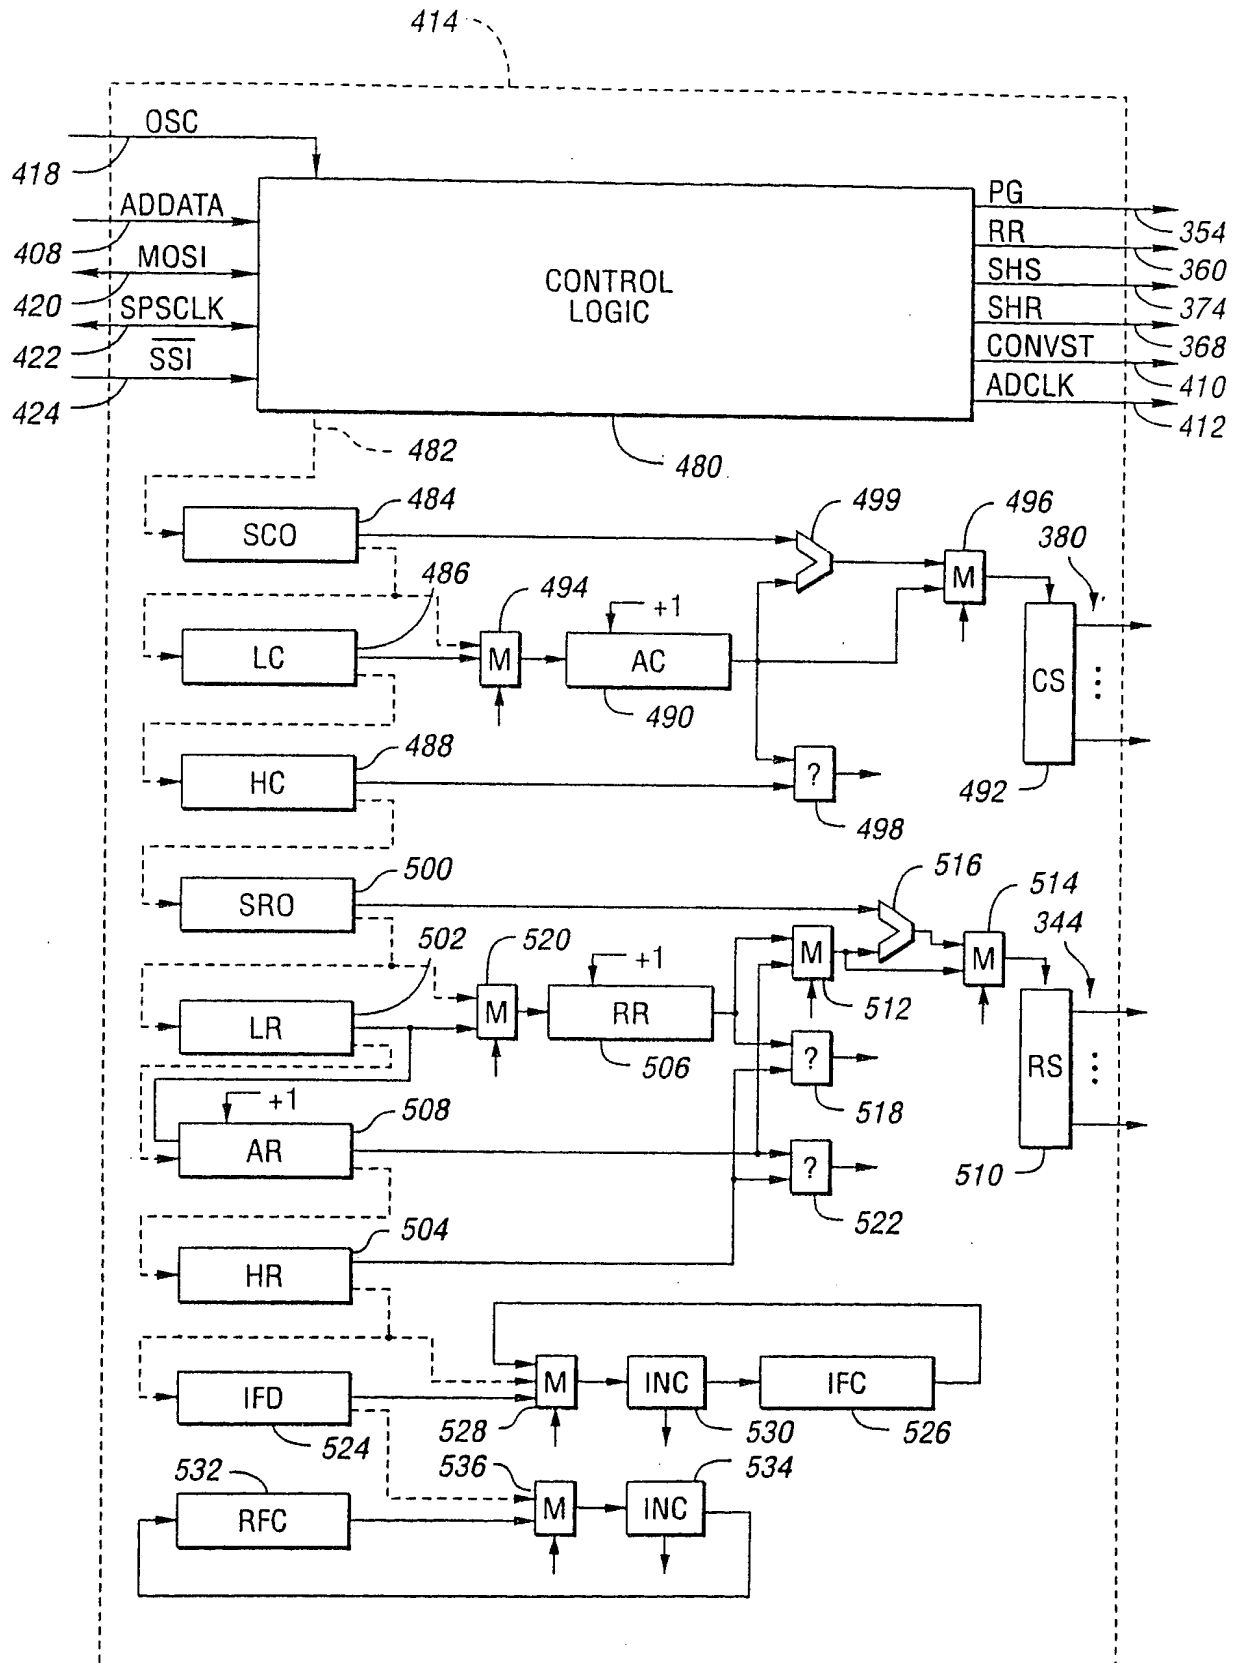 414
OSC
418
ADDATA
408
MOSI
420
SPSCLK
422
SSI
424
CONTROL
LOGIC
PG
354
RR
360
SHS
374
SHR
368
CONVST
410
ADCLK
412
482
480
484
SCO
499
496
M
380
486
LC
494
M
+1
AC
490
CS
492
488
HC
?
498
500
SRO
516
514
M
344
502
LR
520
M
+1
RR
506
M
512
?
518
RS
510
+1
508
AR
?
522
504
HR
IFD
524
M
528
INC
530
IFC
526
532
RFC
536
M
534
INC